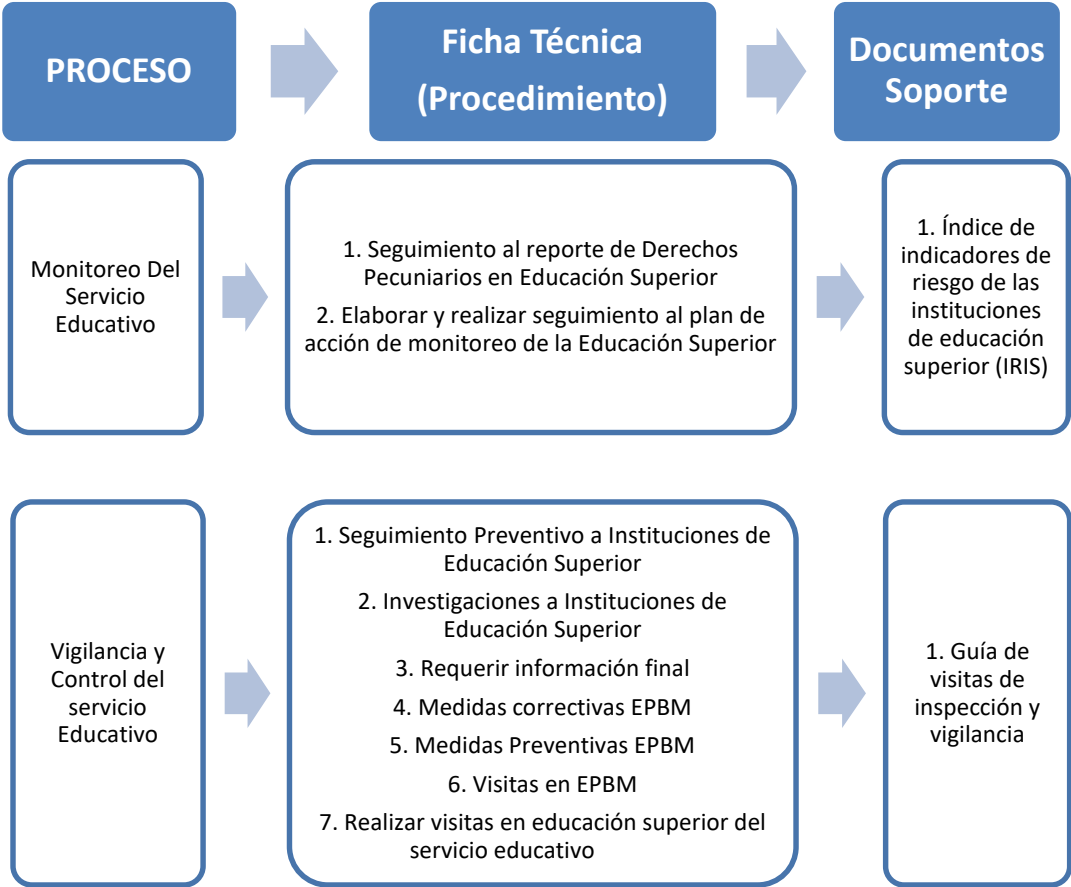 PROCESO
Ficha Técnica
(Procedimiento)
Documentos
Soporte
Monitoreo Del
Servicio
Educativo
1. Seguimiento al reporte de Derechos
Pecuniarios en Educación Superior
2. Elaborar y realizar seguimiento al plan de
acción de monitoreo de la Educación Superior
1. Índice de
indicadores de
riesgo de las
instituciones
de educación
superior (IRIS)
Vigilancia y
Control del
servicio
Educativo
1. Seguimiento Preventivo a Instituciones de
Educación Superior
2. Investigaciones a Instituciones de
Educación Superior
3. Requerir información final
4. Medidas correctivas EPBM
5. Medidas Preventivas EPBM
6. Visitas en EPBM
7. Realizar visitas en educación superior del
servicio educativo
1. Guía de
visitas de
inspección y
vigilancia